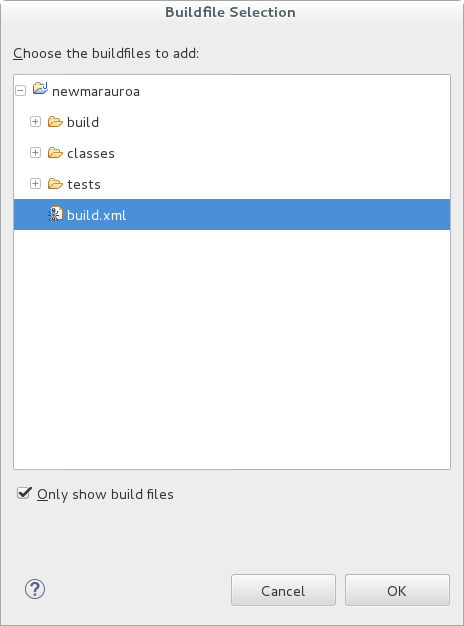 Buildfile Selection
Choose the buildfiles to add:
newmarauroa
build
classes
tests
build.xml
Only show build files
?
Cancel OK